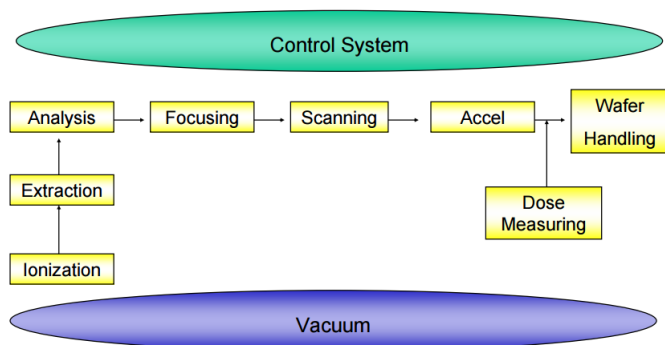 Control System
Analysis
Focusing
Scanning
Accel
Wafer
Handling
Extraction
Dose
Measuring
Ionization
Vacuum